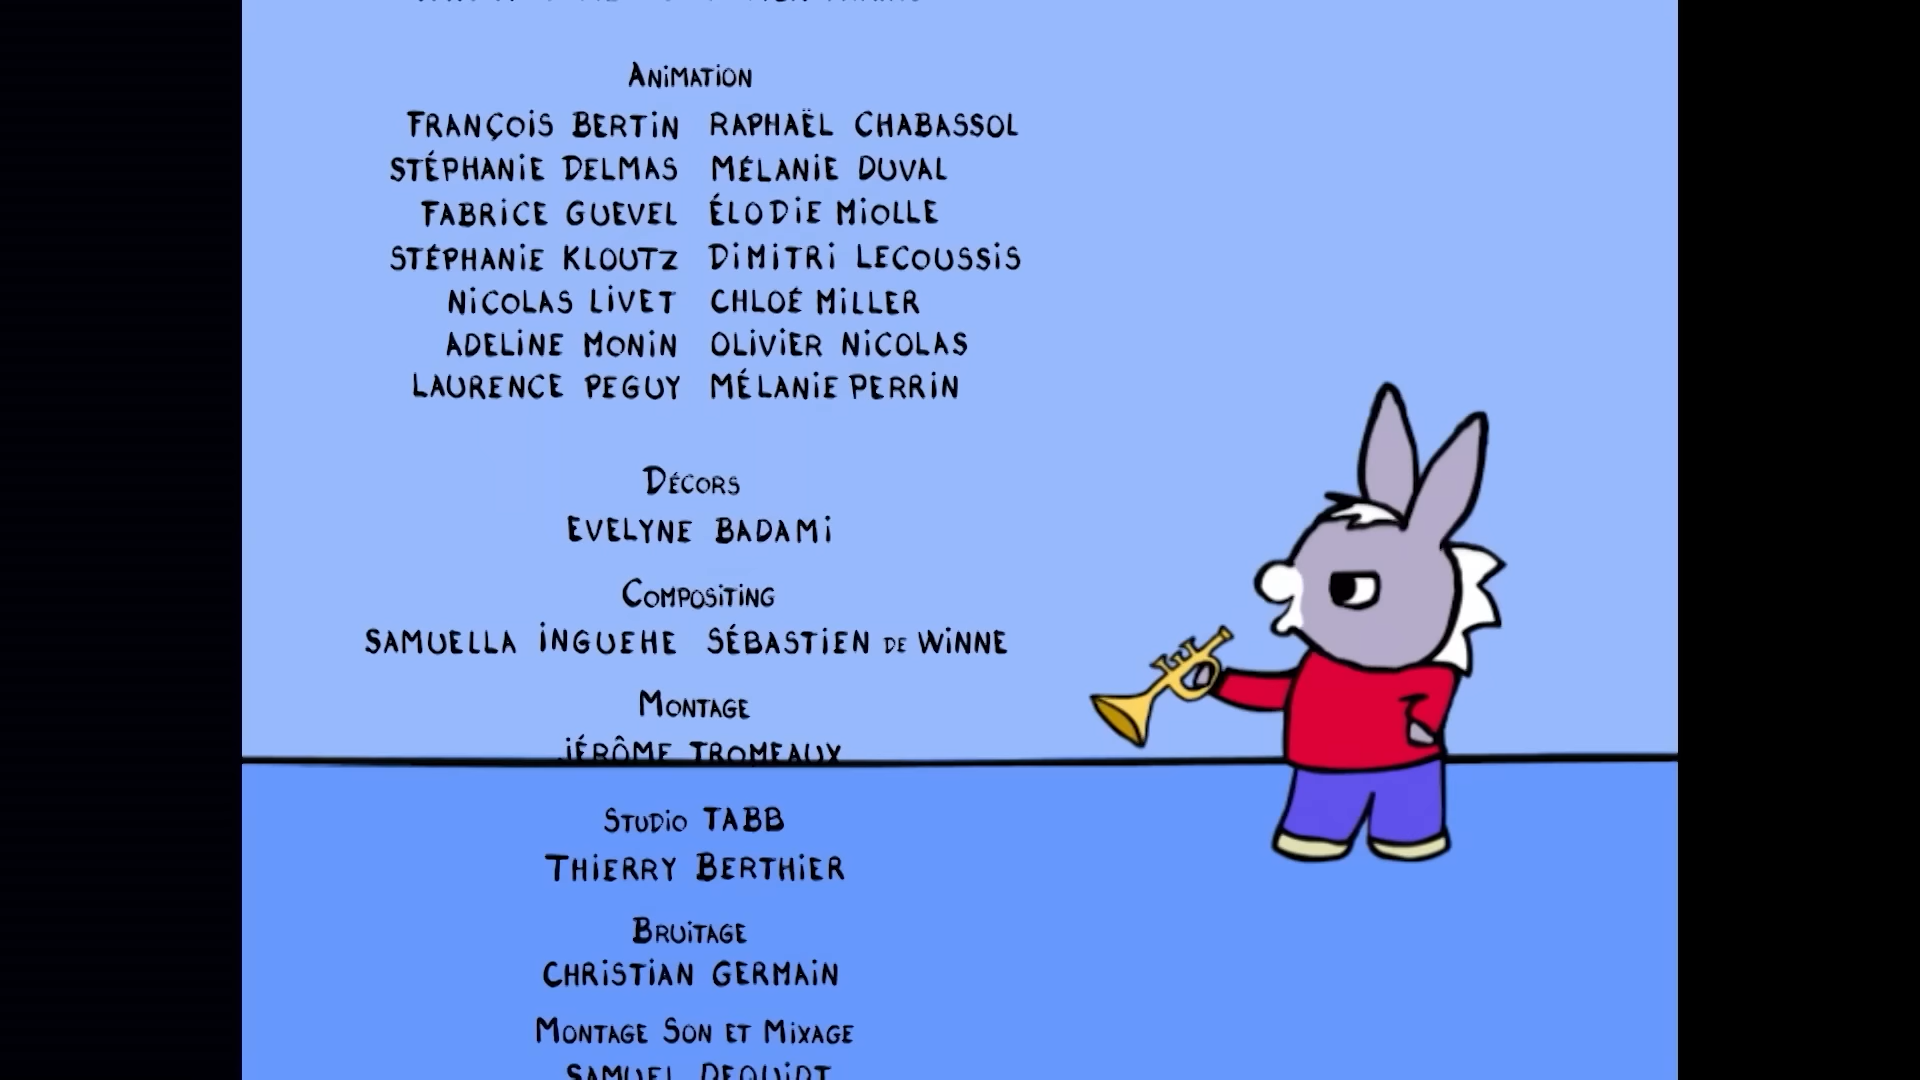 Animation
FRANÇOIS BERTIN RAPHAËL CHABASSOL
STÉPHANIE DELMAS MÉLANIE DUVAL
FABRICE GUEVEL ÉLODIE MIOLLE
STÉPHANIE KLOUTZ DIMITRI LECOUSSIS
NICOLAS LIVET CHLOÉ MILLER
ADELINE MONIN OLIVIER NICOLAS
LAURENCE PEGUY MÉLANIE PERRIN
Décors
EVELYNE BADAMI
Compositing
SAMUELLA INGUEHE SÉBASTIEN DE WINNE
Montage
JÉRÔME TROMEAUX
Studio TABB
THIERRY BERTHIER
Bruitage
CHRISTIAN GERMAIN
Montage Son et Mixage
SAMUEL DEQUIDT